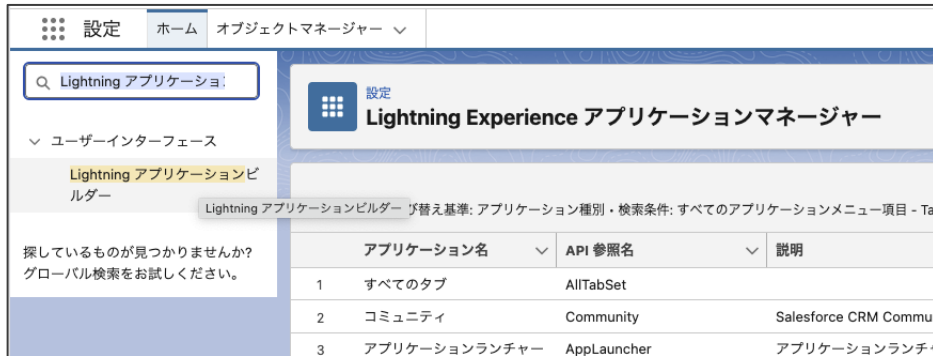 設定 ホーム オブジェクトマネージャー
Lightning アプリケーショ
ユーザーインターフェース
Lightning アプリケーションビ
ルダー
Lightning アプリケーションビルダー
探しているものが見つかりませんか?
グローバル検索をお試しください。
設定
Lightning Experience アプリケーションマネージャー
び替え基準: アプリケーション種別・検索条件: すべてのアプリケーションメニュー項目 - Ta
アプリケーション名 API 参照名 説明
1 すべてのタブ AllTabSet
2 コミュニティ Community Salesforce CRM Commu
3 アプリケーションランチャー AppLauncher アプリケーションランチ